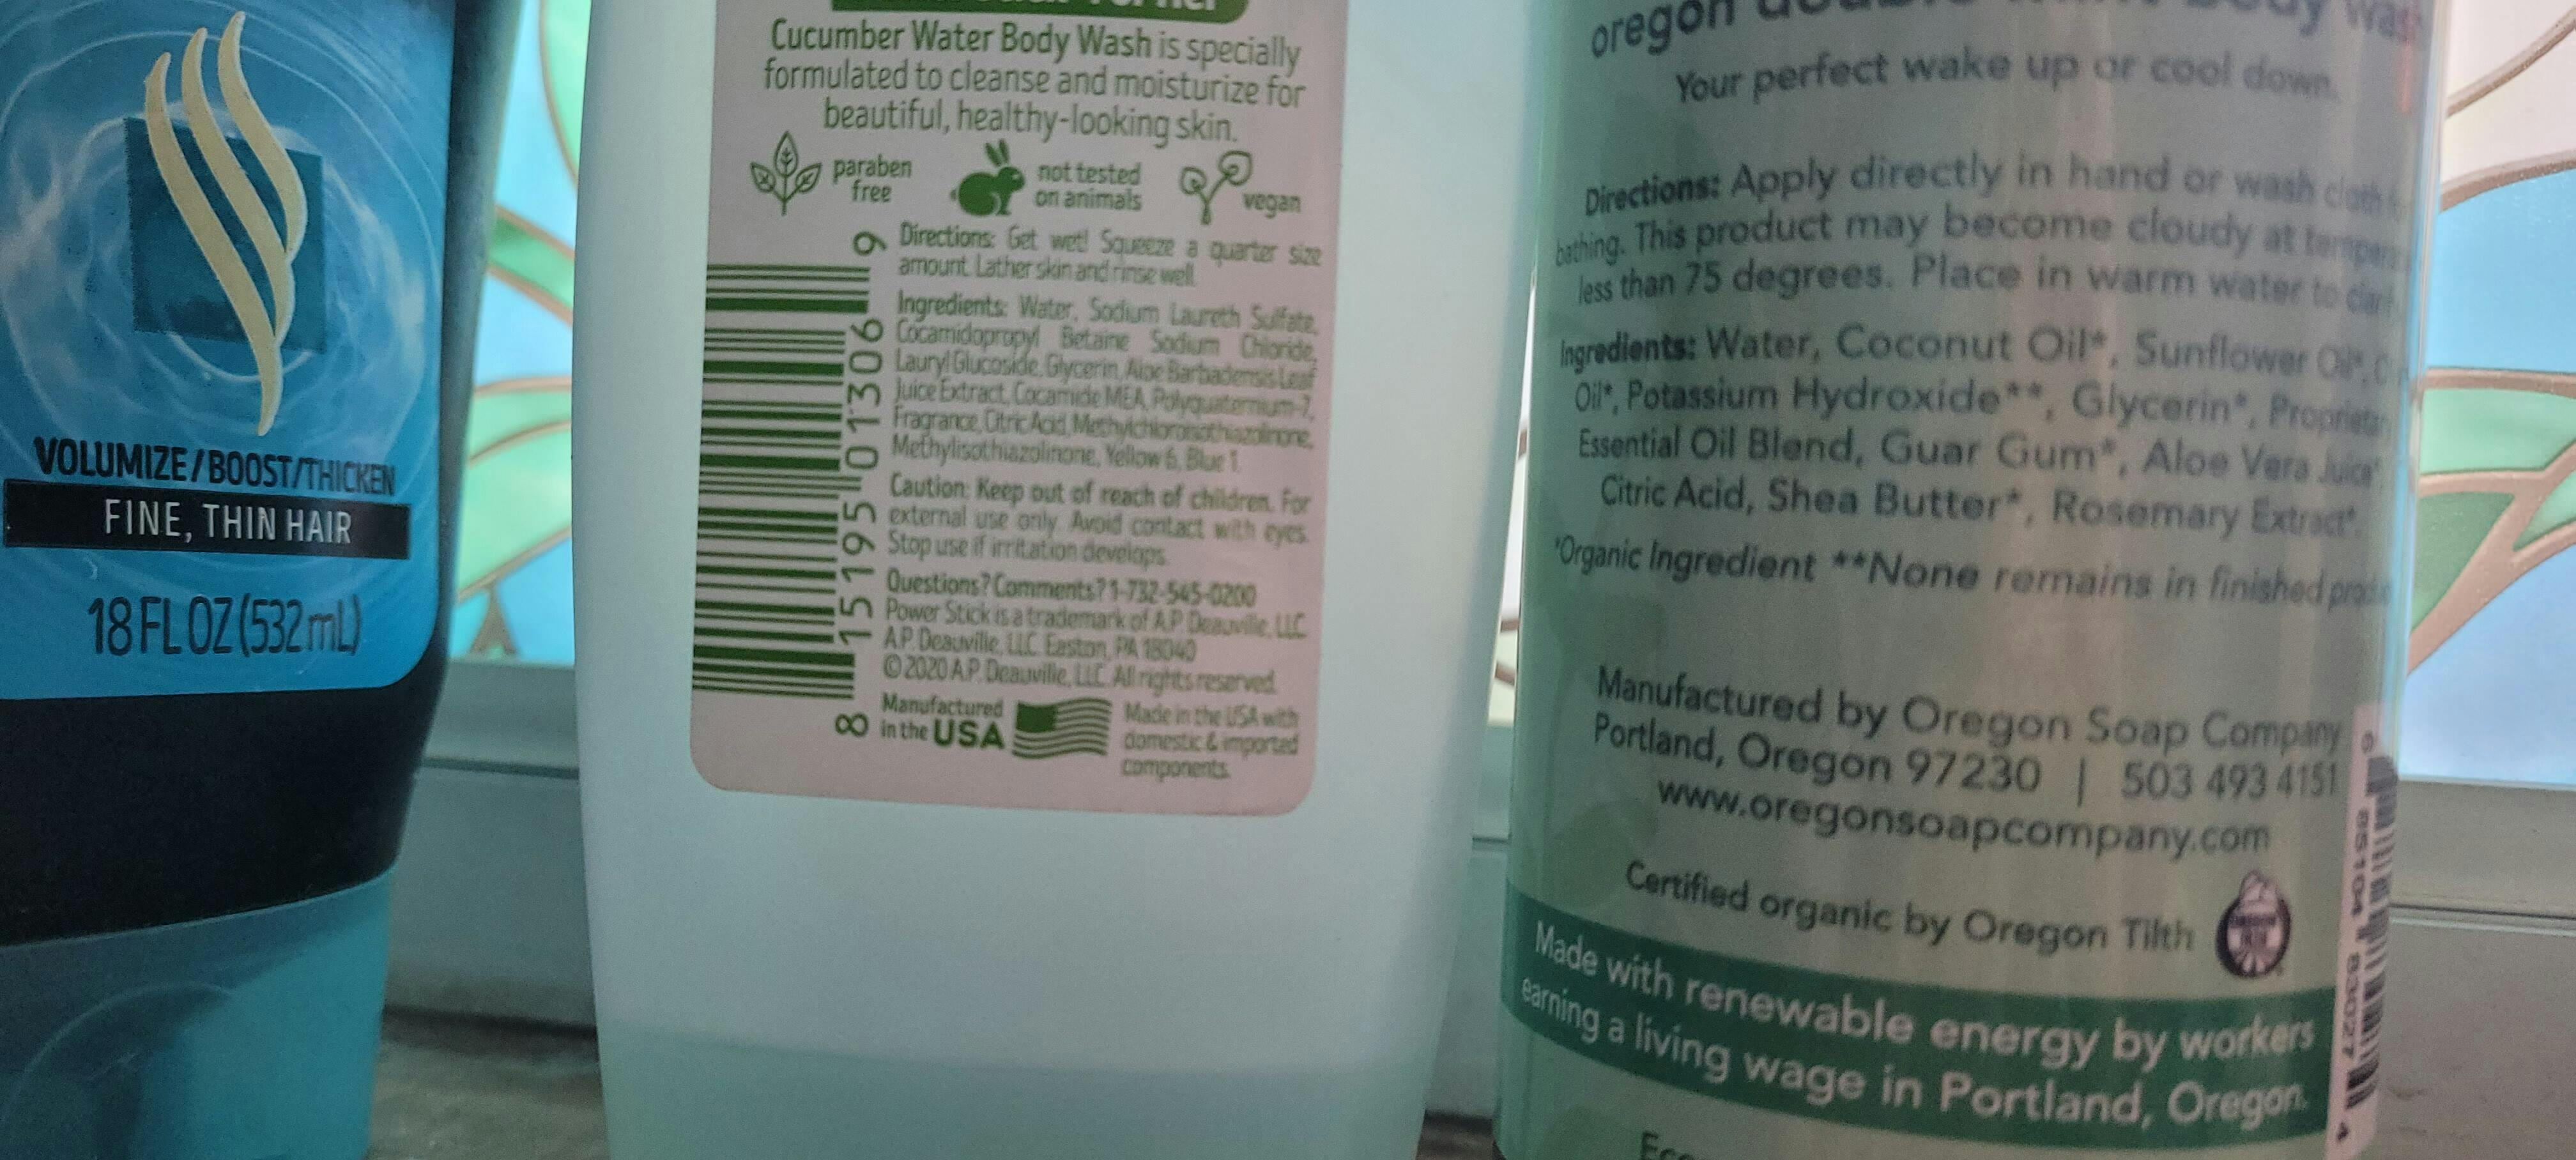 VOLUMIZE/BOOST/THICKEN
FINE, THIN HAIR
18 FL OZ (532 mL)
Cucumber Water Body Wash is specially
formulated to cleanse and moisturize for
beautiful, healthy-looking skin.
paraben
free
not tested
on animals
vegan
Directions: Get wet! Squeeze a quarter size
amount. Lather skin and rinse well.
Ingredients: Water, Sodium Laureth Sulfate,
Cocamidopropyl Betaine Sodium Chloride,
Lauryl Glucoside, Glycerin, Aloe Barbadensis Leaf
Juice Extract, Cocamide MEA, Polyquaternium-7,
Fragrance, Citric Acid, Methylchloroisothiazolinone,
Methylisothiazolinone, Yellow 6, Blue 1.
Caution: Keep out of reach of children. For
external use only. Avoid contact with eyes.
Stop use if irritation develops.
Questions? Comments? 1-732-545-0200
Power Stick is a trademark of A.P. Deauville, LLC.
A.P. Deauville, LLC. Easton, PA 18040
© 2020 A.P. Deauville, LLC. All rights reserved.
Manufactured
in the USA
Made in the USA with
domestic & imported
components.
8 15195 01306 9
oregon body wash
Your perfect wake up or cool down.
Directions: Apply directly in hand or wash cloth
bathing. This product may become cloudy at
less than 75 degrees. Place in warm water to
Ingredients: Water, Coconut Oil*, Sunflower Oil*,
Oil*, Potassium Hydroxide**, Glycerin*,
Essential Oil Blend, Guar Gum*, Aloe Vera Juice*
Citric Acid, Shea Butter*, Rosemary Extract*.
*Organic Ingredient **None remains in finished
Manufactured by Oregon Soap Company
Portland, Oregon 97230 | 503 493 4151
www.oregonsoapcompany.com
Certified organic by Oregon Tilth
Made with renewable energy by workers
earning a living wage in Portland, Oregon.